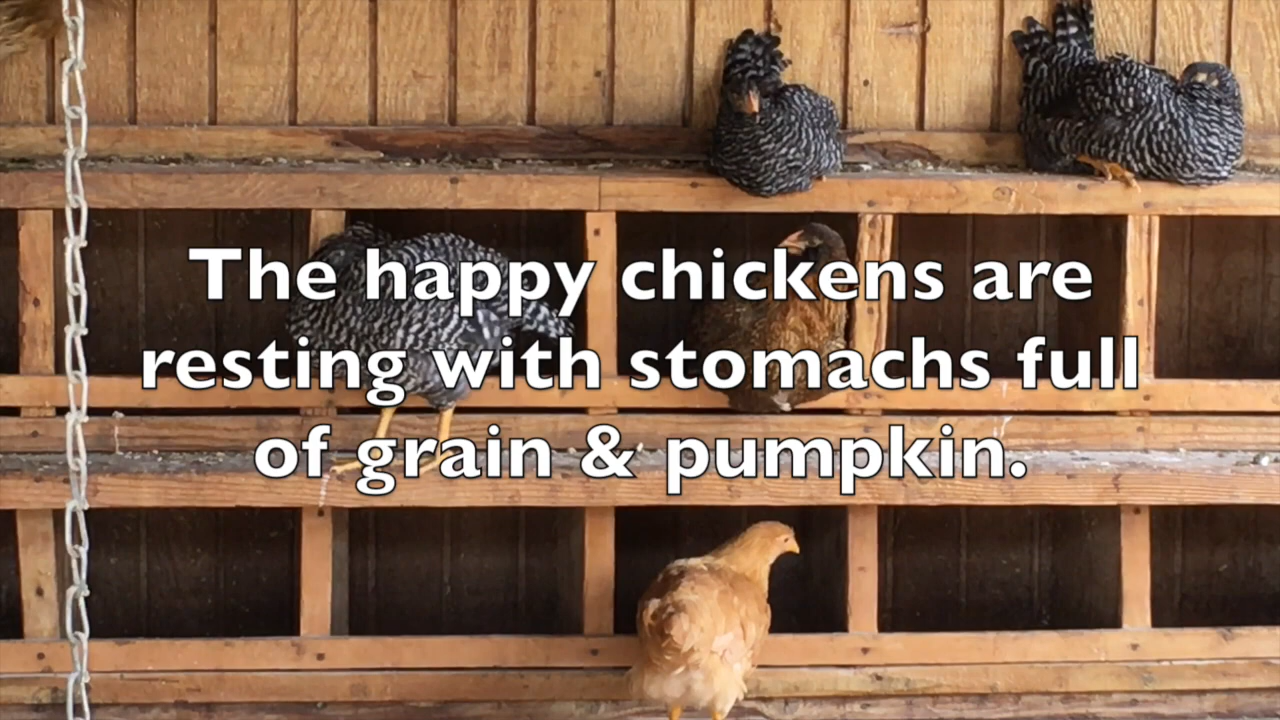 The happy chickens are
resting with stomachs full
of grain & pumpkin.